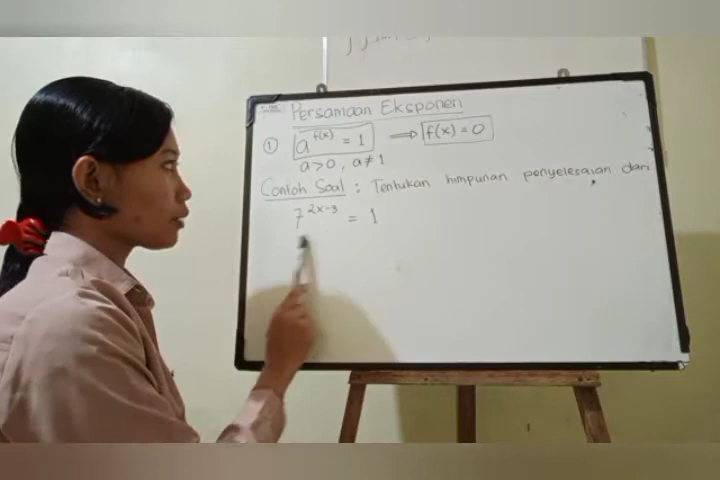 Persamaan Eksponen
① a^f(x) = 1 ⟹ f(x) = 0
a > 0, a ≠ 1
Contoh Soal : Tentukan himpunan penyelesaian dari
7^2x-3 = 1